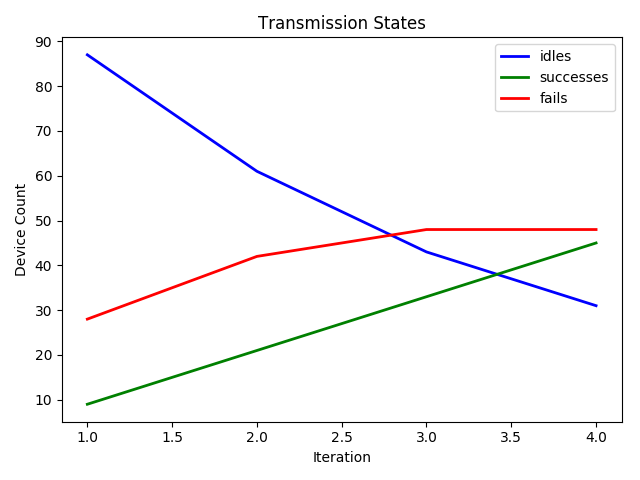 Transmission States
90
80
70
60
50
40
30
20
10
Device Count
idles
successes
fails
1.0 1.5 2.0 2.5 3.0 3.5 4.0
Iteration